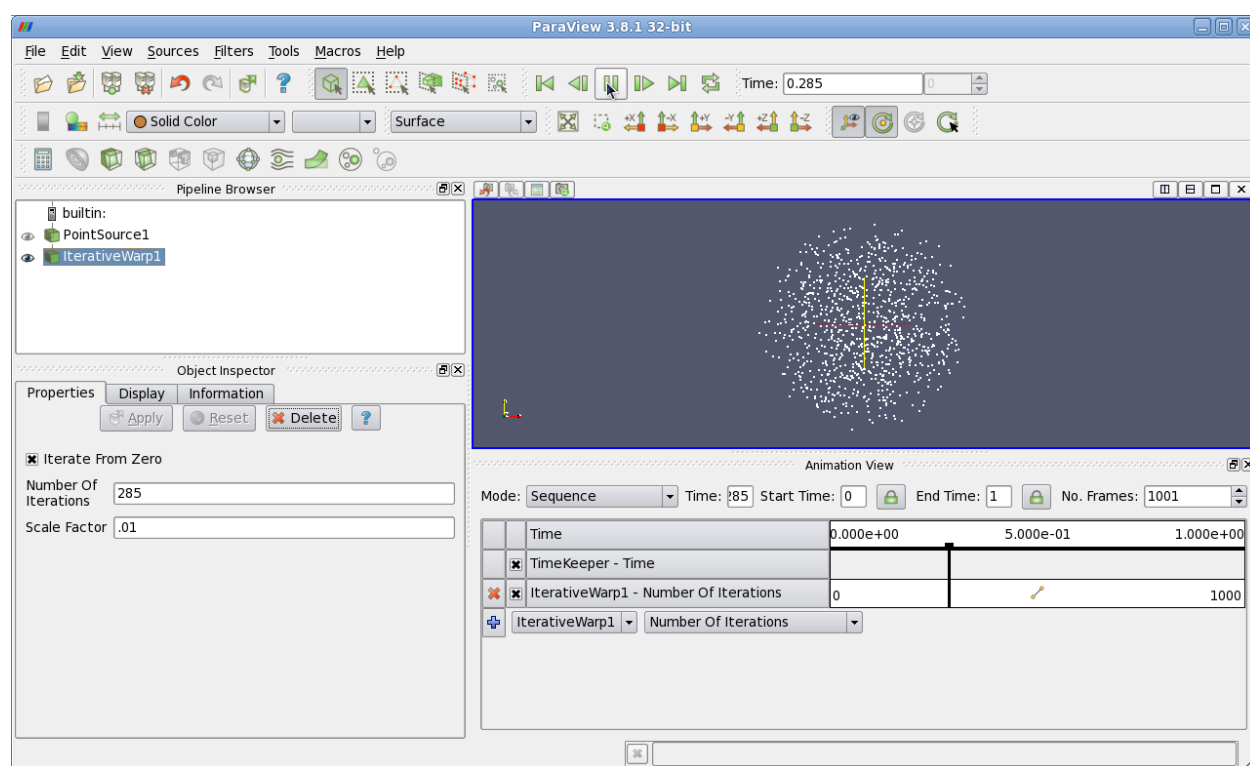 ParaView 3.8.1 32-bit
File Edit View Sources Filters Tools Macros Help
Time: 0.285 0
Solid Color Surface +X -X +Y -Y +Z -Z
Pipeline Browser
builtin:
PointSource1
IterativeWarp1
Object Inspector
Properties Display Information
Apply Reset Delete ?
Iterate From Zero
Number Of
Iterations
285
Scale Factor .01
Animation View
Mode: Sequence Time: 285 Start Time: 0 End Time: 1 No. Frames: 1001
Time 0.000e+00 5.000e-01 1.000e+00
TimeKeeper - Time
IterativeWarp1 - Number Of Iterations 0 1000
IterativeWarp1 Number Of Iterations